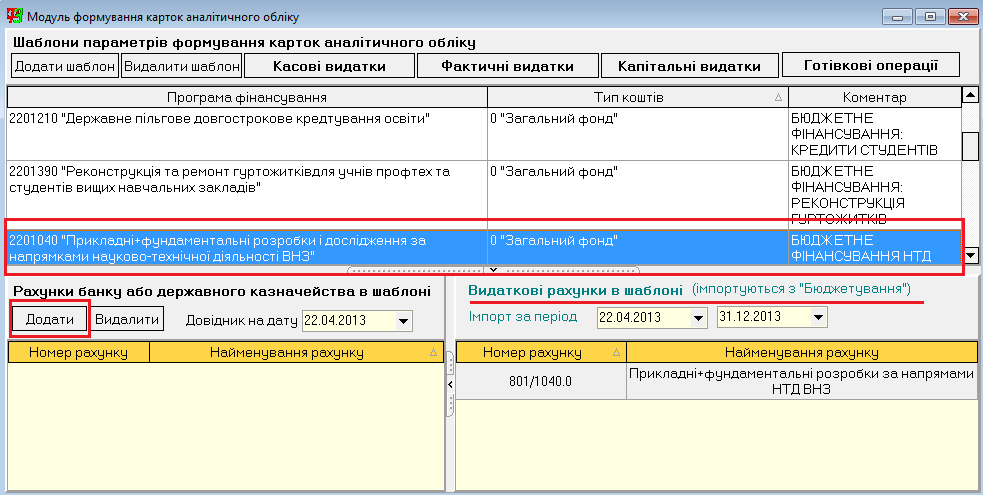 Модуль формування карток аналітичного обліку
Шаблони параметрів формування карток аналітичного обліку
Додати шаблон Видалити шаблон Касові видатки Фактичні видатки Капітальні видатки Готівкові операції
Програма фінансування Тип коштів Коментар
2201210 "Державне пільгове довгострокове кредтування освіти" 0 "Загальний фонд" БЮДЖЕТНЕ
ФІНАНСУВАННЯ:
КРЕДИТИ СТУДЕНТІВ
2201390 "Реконструкція та ремонт гуртожитківдля учнів профтех та 0 "Загальний фонд" БЮДЖЕТНЕ
студентів вищих навчальних закладів" ФІНАНСУВАННЯ:
РЕКОНСТРУКЦІЯ
ГУРТОЖИТКІВ
2201040 "Прикладні+фундаментальні розробки і дослідження за 0 "Загальний фонд" БЮДЖЕТНЕ
напрямками науково-технічної діяльності ВНЗ" ФІНАНСУВАННЯ НТД
Рахунки банку або державного казначейства в шаблоні
Додати Видалити Довідник на дату 22.04.2013
Номер рахунку Найменування рахунку
Видаткові рахунки в шаблоні (імпортуються з "Бюджетування")
Імпорт за період 22.04.2013 31.12.2013
Номер рахунку Найменування рахунку
801/1040.0 Прикладні+фундаментальні розробки за напрямами
НТД ВНЗ